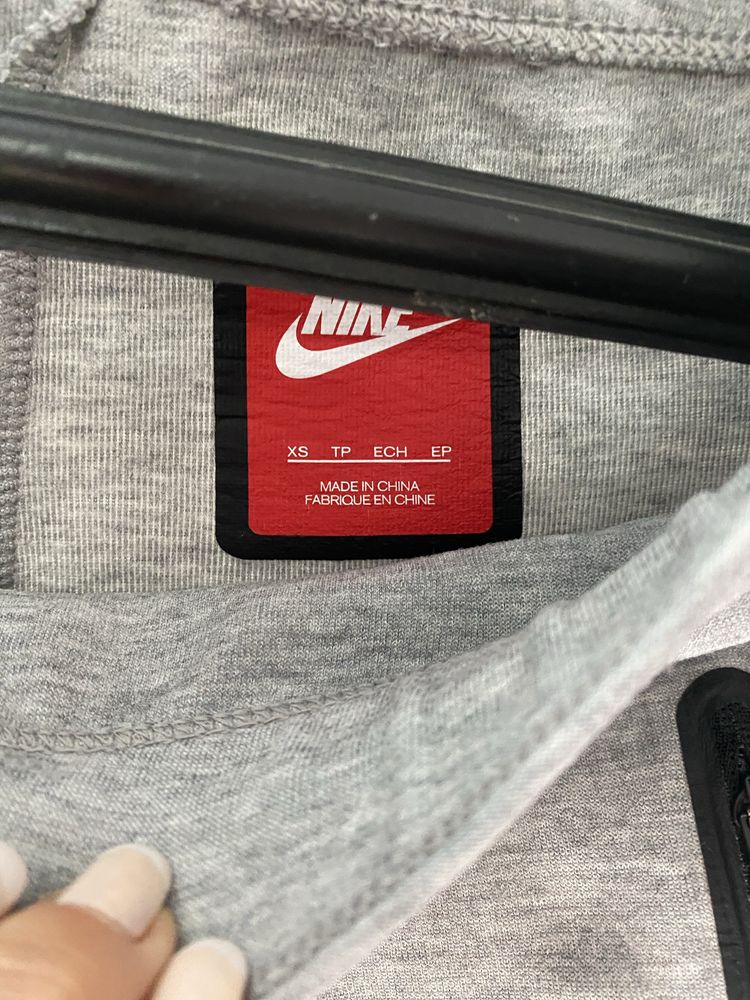 NIKE
XS TP ECH EP
MADE IN CHINA
FABRIQUE EN CHINE